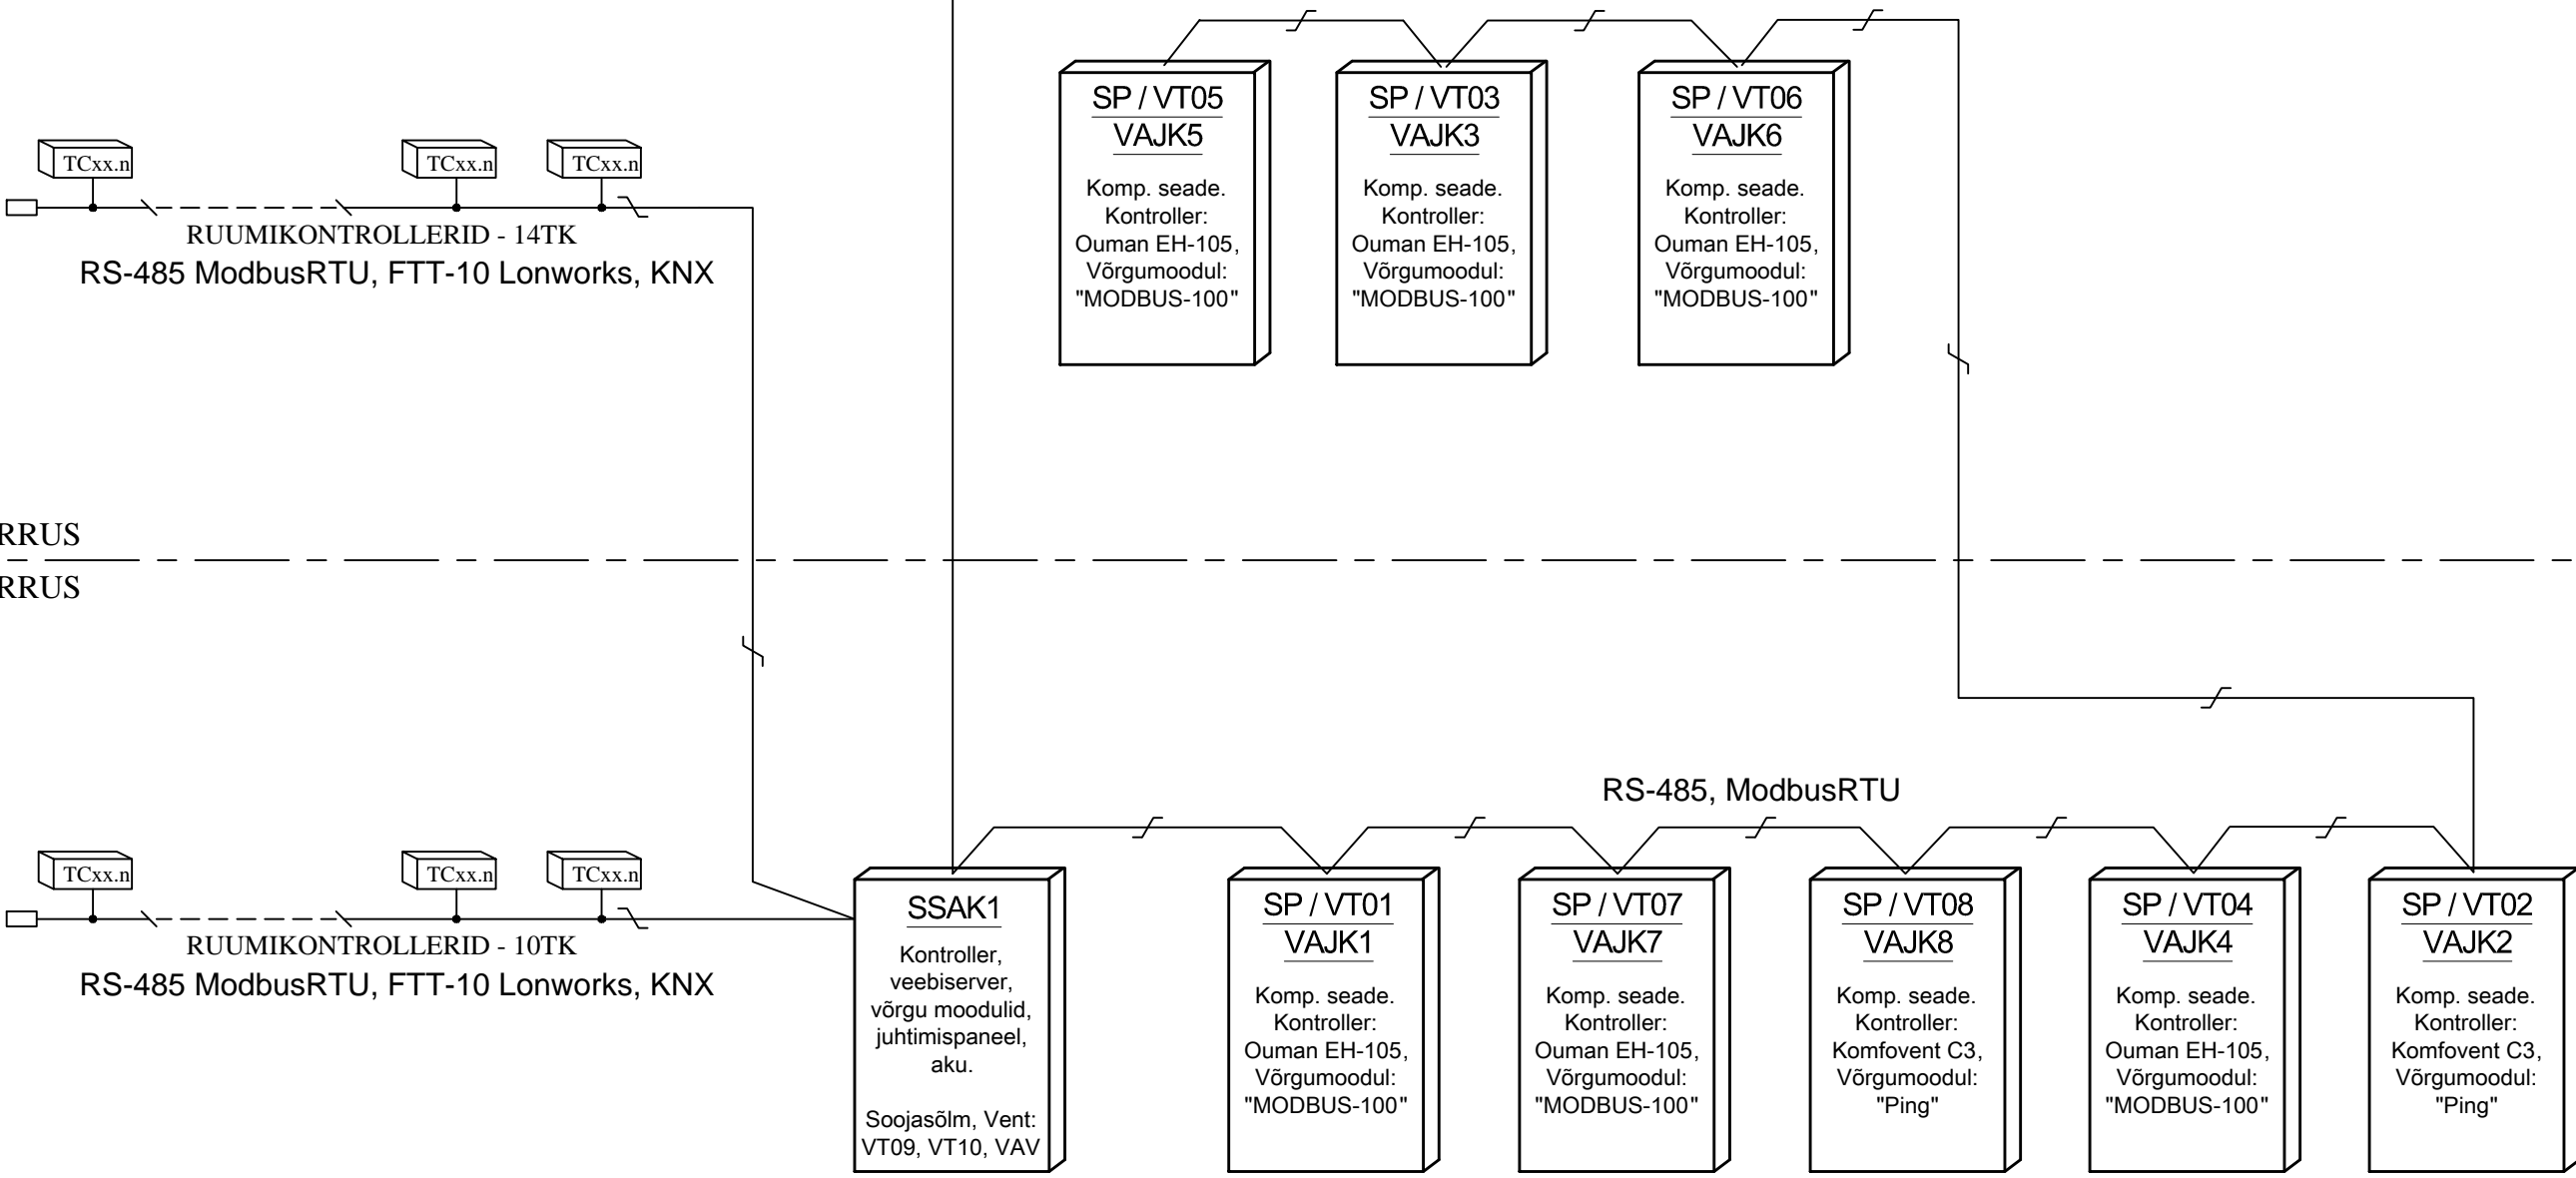 SP / VT05
VAJK5
Komp. seade.
Kontroller:
Ouman EH-105,
Võrgumoodul:
"MODBUS-100"
SP / VT03
VAJK3
Komp. seade.
Kontroller:
Ouman EH-105,
Võrgumoodul:
"MODBUS-100"
SP / VT06
VAJK6
Komp. seade.
Kontroller:
Ouman EH-105,
Võrgumoodul:
"MODBUS-100"
TCxx.n
TCxx.n
TCxx.n
RUUMIKONTROLLERID - 14TK
RS-485 ModbusRTU, FTT-10 Lonworks, KNX
RRUS
RRUS
RS-485, ModbusRTU
TCxx.n
TCxx.n
TCxx.n
RUUMIKONTROLLERID - 10TK
RS-485 ModbusRTU, FTT-10 Lonworks, KNX
SSAK1
Kontroller,
veebiserver,
võrgu moodulid,
juhtimispaneel,
aku.
Soojasõlm, Vent:
VT09, VT10, VAV
SP / VT01
VAJK1
Komp. seade.
Kontroller:
Ouman EH-105,
Võrgumoodul:
"MODBUS-100"
SP / VT07
VAJK7
Komp. seade.
Kontroller:
Ouman EH-105,
Võrgumoodul:
"MODBUS-100"
SP / VT08
VAJK8
Komp. seade.
Kontroller:
Komfovent C3,
Võrgumoodul:
"Ping"
SP / VT04
VAJK4
Komp. seade.
Kontroller:
Ouman EH-105,
Võrgumoodul:
"MODBUS-100"
SP / VT02
VAJK2
Komp. seade.
Kontroller:
Komfovent C3,
Võrgumoodul:
"Ping"